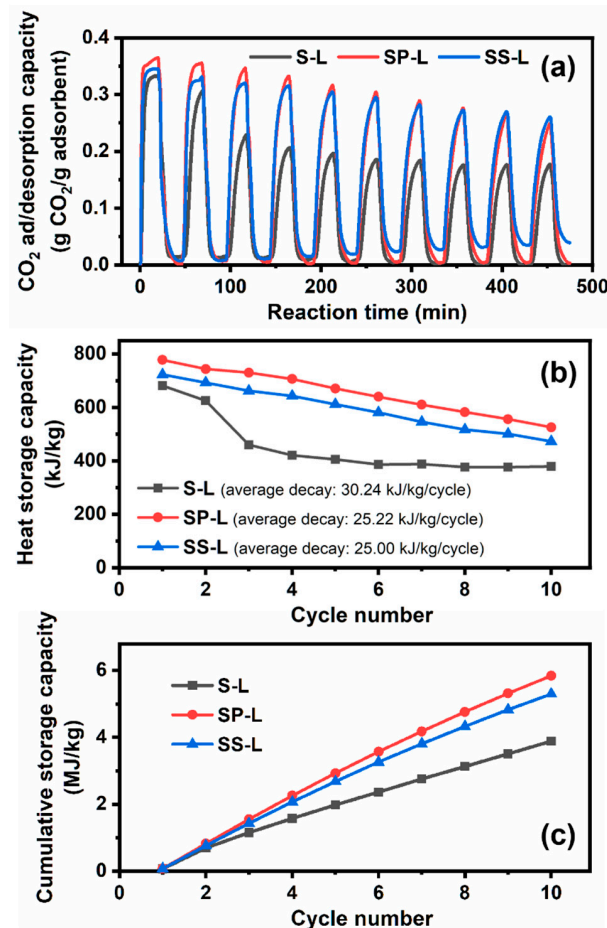 S-L SP-L SS-L
(a)
CO₂ ad/desorption capacity
(g CO₂/g adsorbent)
0.4
0.3
0.2
0.1
0.0
0 100 200 300 400 500
Reaction time (min)
(b)
Heat storage capacity
(kJ/kg)
800
600
400
200
0
S-L (average decay: 30.24 kJ/kg/cycle)
SP-L (average decay: 25.22 kJ/kg/cycle)
SS-L (average decay: 25.00 kJ/kg/cycle)
0 2 4 6 8 10
Cycle number
Cumulative storage capacity
(MJ/kg)
6
4
2
0
S-L
SP-L
SS-L
(c)
0 2 4 6 8 10
Cycle number